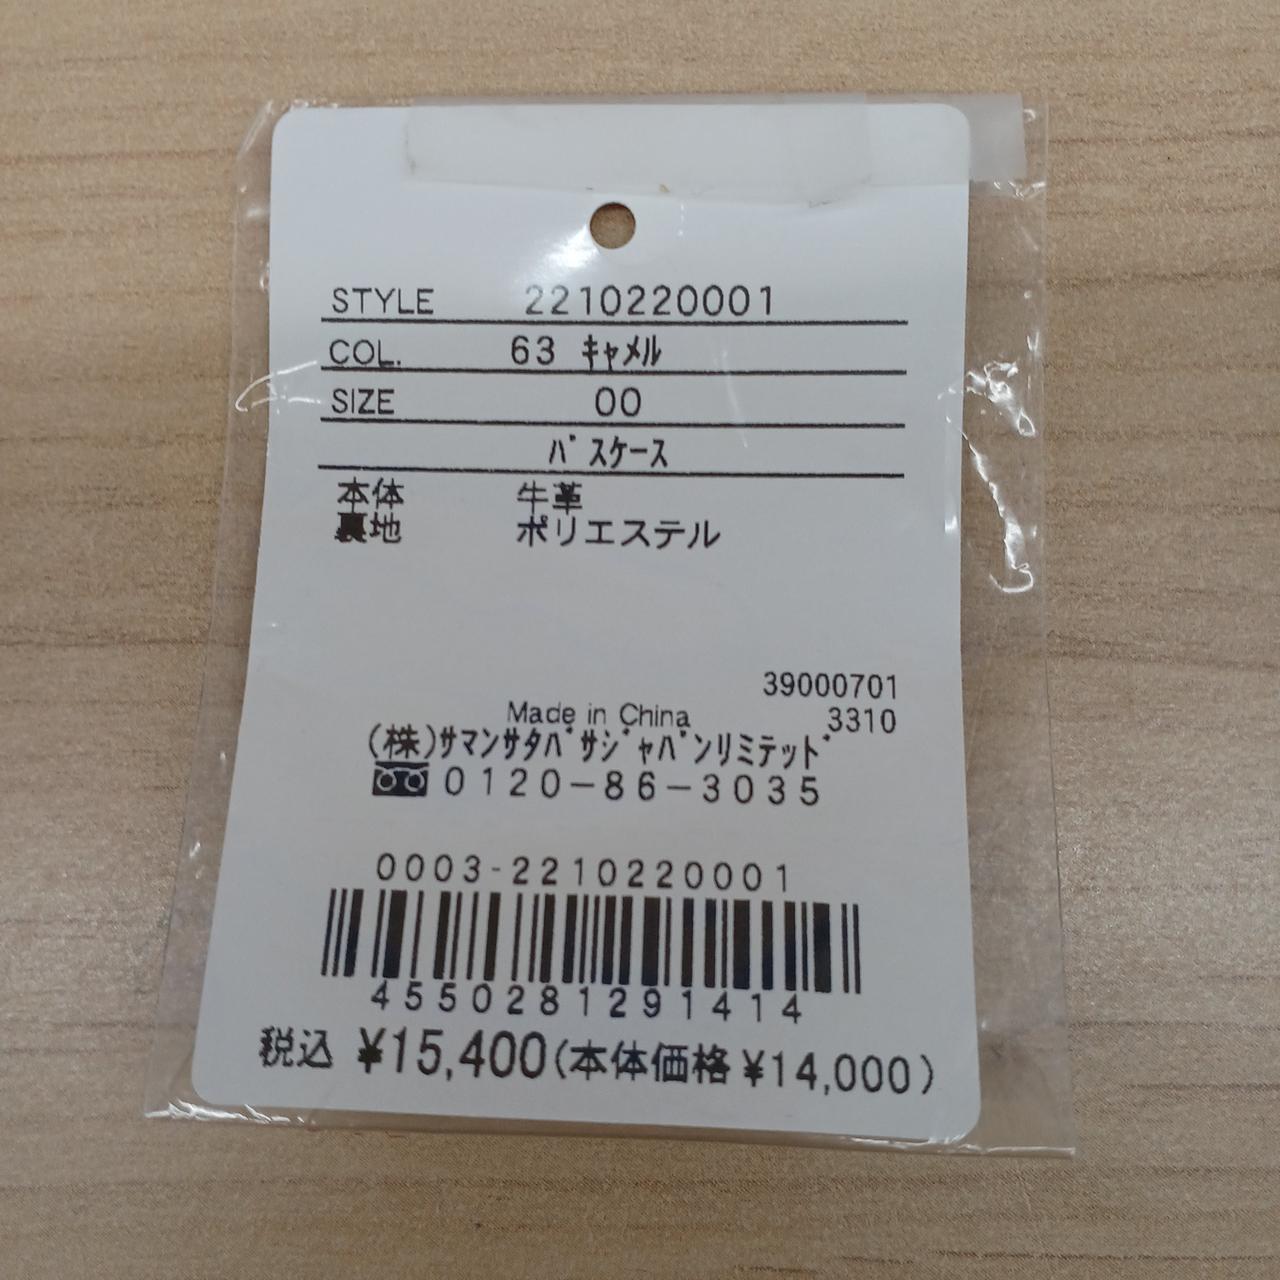 STYLE 2210220001
COL. 63 ｷｬﾒﾙ
SIZE 00
ﾊﾟｽｹｰｽ
本体 牛革
裏地 ポリエステル
39000701
Made in China 3310
(株)ｻﾏﾝｻﾀﾊﾞｻｼﾞｬﾊﾟﾝﾘﾐﾃｯﾄﾞ
0120-86-3035
0003-2210220001
4550281291414
税込 ¥15,400(本体価格 ¥14,000)